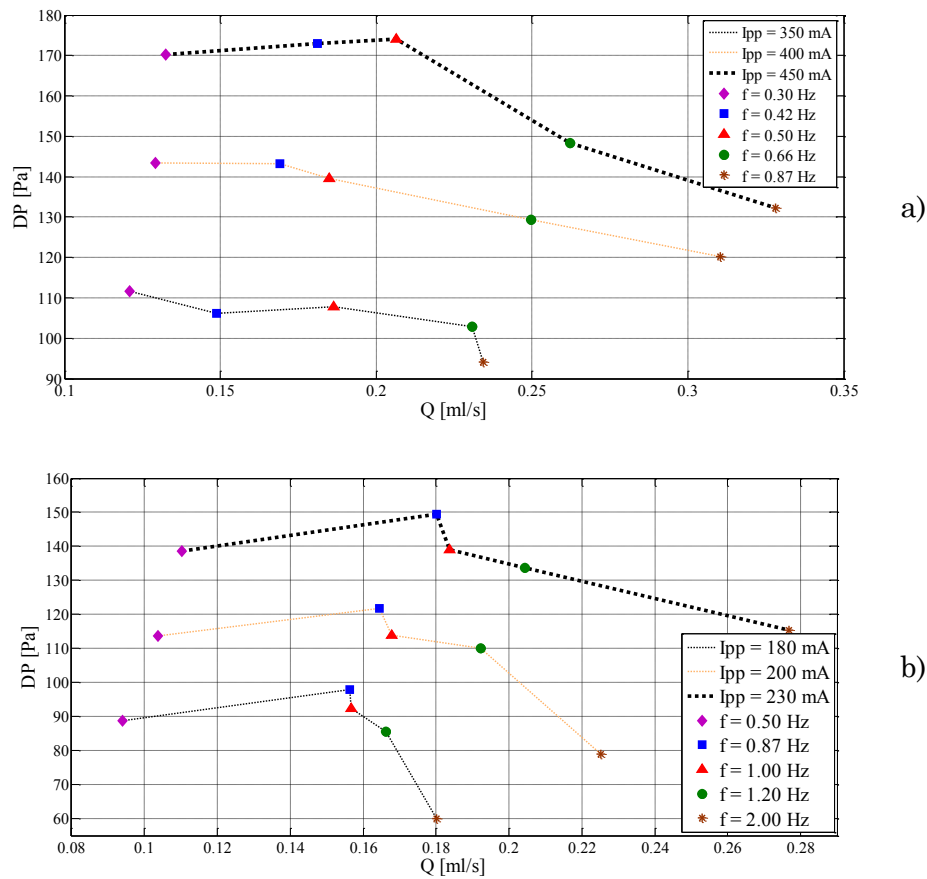 180
170
160
150
140
130
120
110
100
90
DP [Pa]
0.1
0.15
0.2
0.25
0.3
0.35
Q [ml/s]
Ipp = 350 mA
Ipp = 400 mA
Ipp = 450 mA
f = 0.30 Hz
f = 0.42 Hz
f = 0.50 Hz
f = 0.66 Hz
f = 0.87 Hz
a)
160
150
140
130
120
110
100
90
80
70
60
DP [Pa]
0.08
0.1
0.12
0.14
0.16
0.18
0.2
0.22
0.24
0.26
0.28
Q [ml/s]
Ipp = 180 mA
Ipp = 200 mA
Ipp = 230 mA
f = 0.50 Hz
f = 0.87 Hz
f = 1.00 Hz
f = 1.20 Hz
f = 2.00 Hz
b)